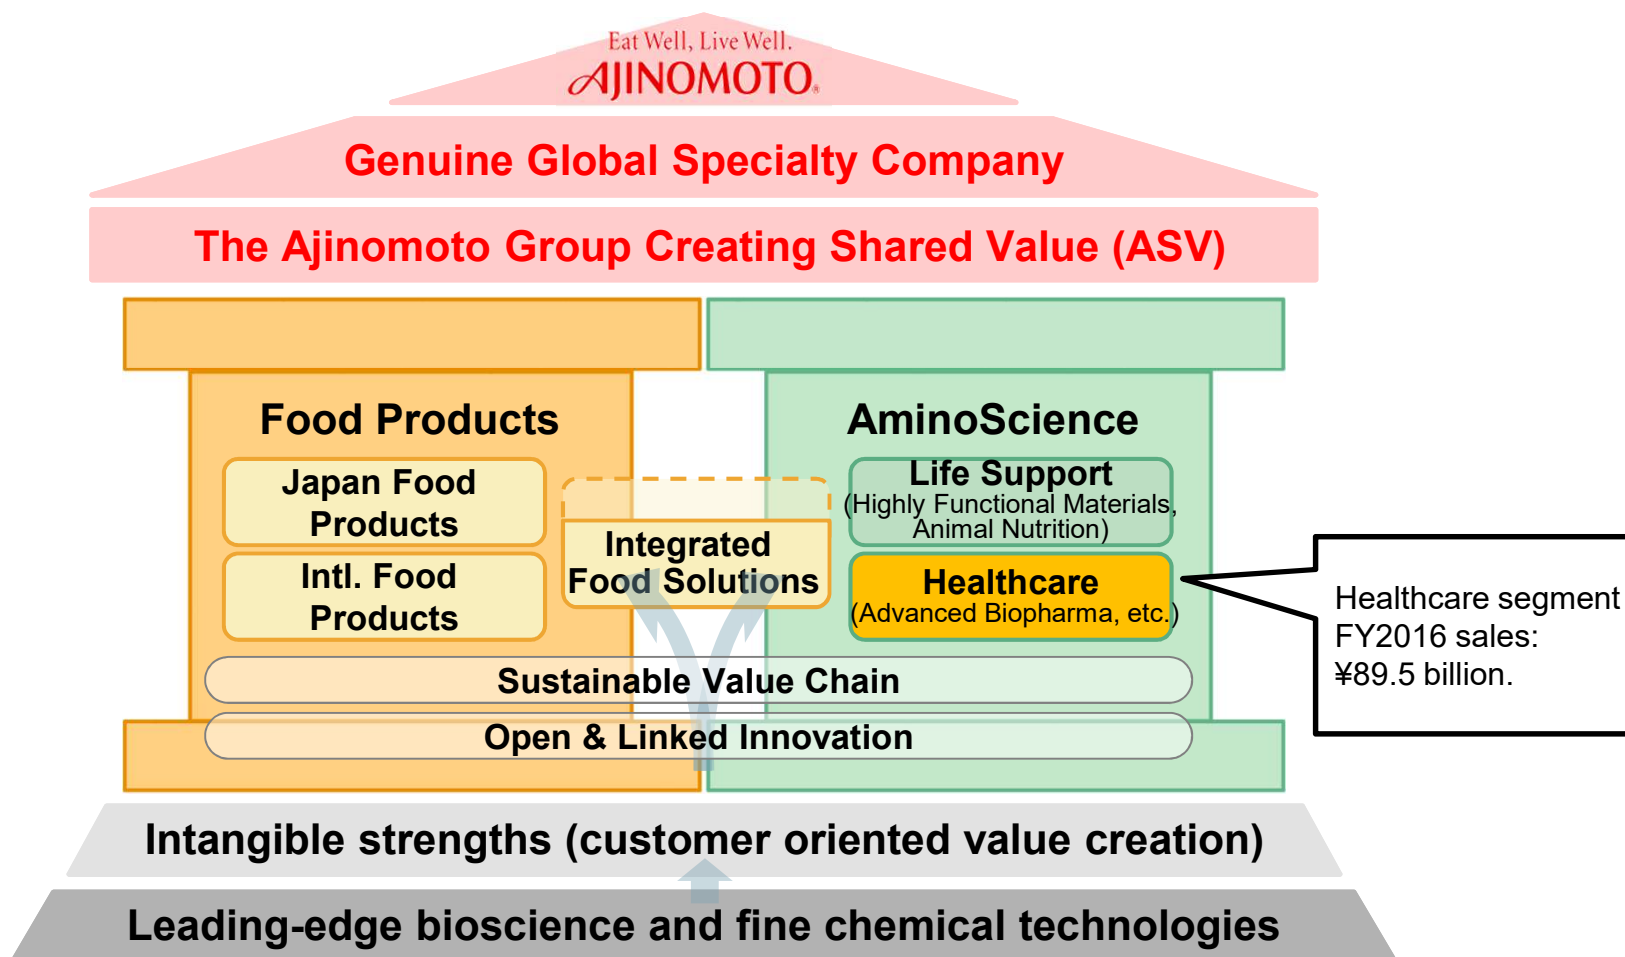 Eat Well, Live Well.
AJINOMOTO®
Genuine Global Specialty Company
The Ajinomoto Group Creating Shared Value (ASV)
Food Products
Japan Food
Products
Intl. Food
Products
Integrated
Food Solutions
AminoScience
Life Support
(Highly Functional Materials,
Animal Nutrition)
Healthcare
(Advanced Biopharma, etc.)
Healthcare segment
FY2016 sales:
¥89.5 billion.
Sustainable Value Chain
Open & Linked Innovation
Intangible strengths (customer oriented value creation)
Leading-edge bioscience and fine chemical technologies